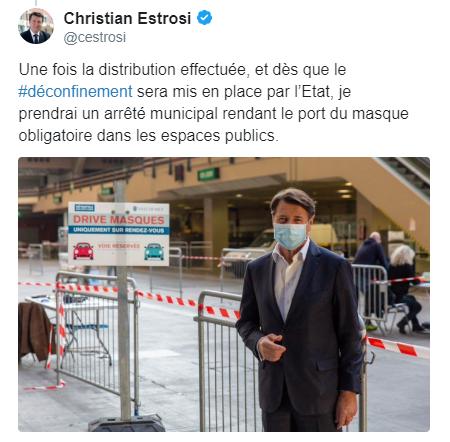 Christian Estrosi
@cestrosi
Une fois la distribution effectuée, et dès que le
#déconfinement sera mis en place par l’Etat, je
prendrai un arrêté municipal rendant le port du masque
obligatoire dans les espaces publics.
DRIVE MASQUES
UNIQUEMENT SUR RENDEZ-VOUS
VOIE RÉSERVÉE